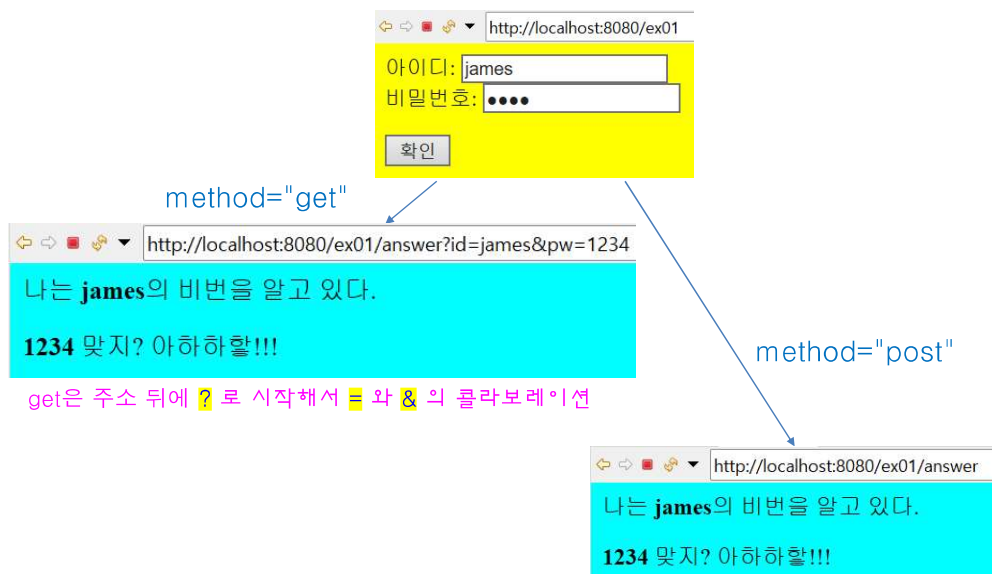 http://localhost:8080/ex01
아이디: james
비밀번호: ●●●●
확인
method="get"
http://localhost:8080/ex01/answer?id=james&pw=1234
나는 james의 비번을 알고 있다.
1234 맞지? 아하하핳!!!
get은 주소 뒤에 ? 로 시작해서 = 와 & 의 콜라보레이션
method="post"
http://localhost:8080/ex01/answer
나는 james의 비번을 알고 있다.
1234 맞지? 아하하핳!!!